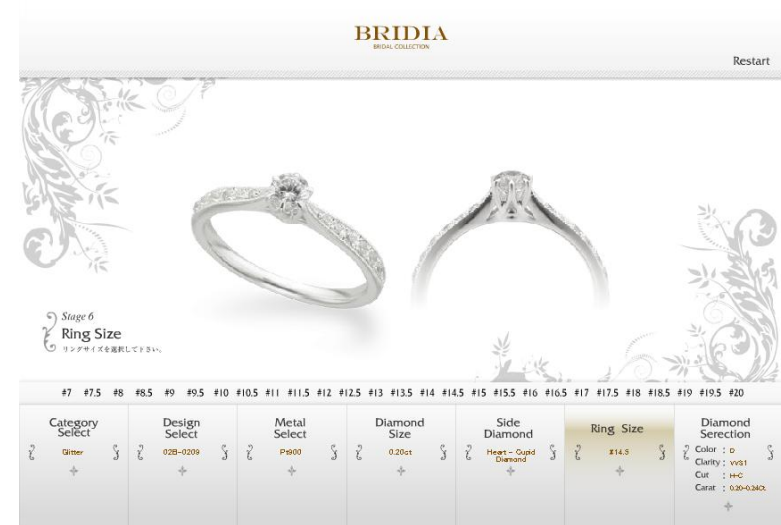 BRIDIA
BRIDAL COLLECTION
Restart
Stage 6
Ring Size
リングサイズを選択して下さい。
#7 #7.5 #8 #8.5 #9 #9.5 #10 #10.5 #11 #11.5 #12 #12.5 #13 #13.5 #14 #14.5 #15 #15.5 #16 #16.5 #17 #17.5 #18 #18.5 #19 #19.5 #20
Category
Select
Glitter
Design
Select
02B-0209
Metal
Select
Pt900
Diamond
Size
0.20ct
Side
Diamond
Heart - Cupid
Diamond
Ring Size
#14.5
Diamond
Serection
Color : D
Clarity : VVS1
Cut : H-C
Carat : 0.20-0.24Ct.